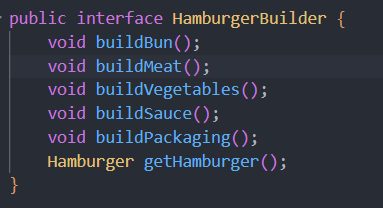 public interface HamburgerBuilder {
    void buildBun();
    void buildMeat();
    void buildVegetables();
    void buildSauce();
    void buildPackaging();
    Hamburger getHamburger();
}